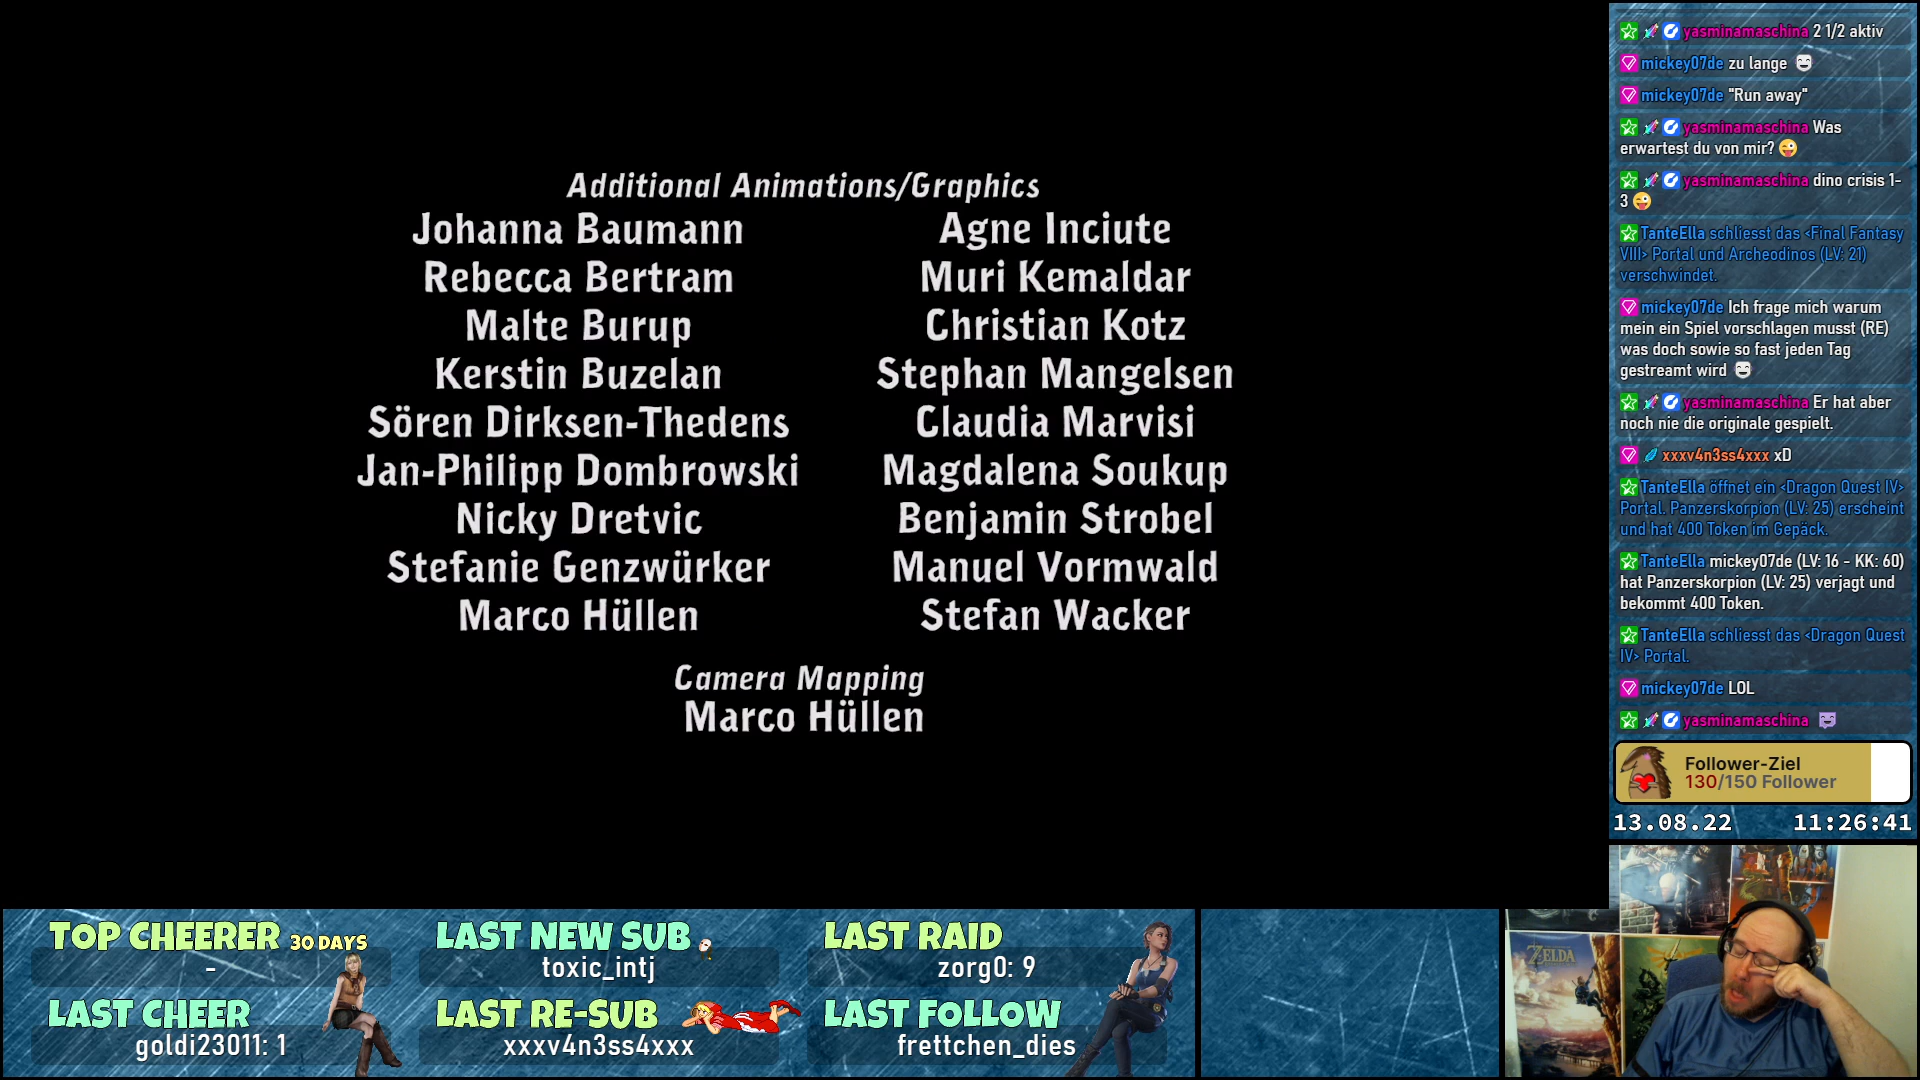 Additional Animations/Graphics
Johanna Baumann
Agne Inciute
Rebecca Bertram
Muri Kemaldar
Malte Burup
Christian Kotz
Kerstin Buzelan
Stephan Mangelsen
Sören Dirksen-Thedens
Claudia Marvisi
Jan-Philipp Dombrowski
Magdalena Soukup
Nicky Dretvic
Benjamin Strobel
Stefanie Genzwürker
Manuel Vormwald
Marco Hüllen
Stefan Wacker
Camera Mapping
Marco Hüllen
yasminamaschina 2 1/2 aktiv
mickey07de zu lange
mickey07de "Run away"
yasminamaschina Was
erwartest du von mir?
yasminamaschina dino crisis 1-
3
TanteElla schliesst das <Final Fantasy
VIII> Portal und Archeodinos (LV: 21)
verschwindet.
mickey07de Ich frage mich warum
mein ein Spiel vorschlagen musst (RE)
was doch sowie so fast jeden Tag
gestreamt wird
yasminamaschina Er hat aber
noch nie die originale gespielt.
xxxv4n3ss4xxx xD
TanteElla öffnet ein <Dragon Quest IV>
Portal. Panzerskorpion (LV: 25) erscheint
und hat 400 Token im Gepäck.
TanteElla mickey07de (LV: 16 - KK: 60)
hat Panzerskorpion (LV: 25) verjagt und
bekommt 400 Token.
TanteElla schliesst das <Dragon Quest
IV> Portal.
mickey07de LOL
yasminamaschina
Follower-Ziel
130/150 Follower
13.08.22 11:26:41
TOP CHEERER 30 DAYS
-
LAST NEW SUB
toxic_intj
LAST RAID
zorg0: 9
LAST CHEER
goldi23011: 1
LAST RE-SUB
xxxv4n3ss4xxx
LAST FOLLOW
frettchen_dies
ZELDA